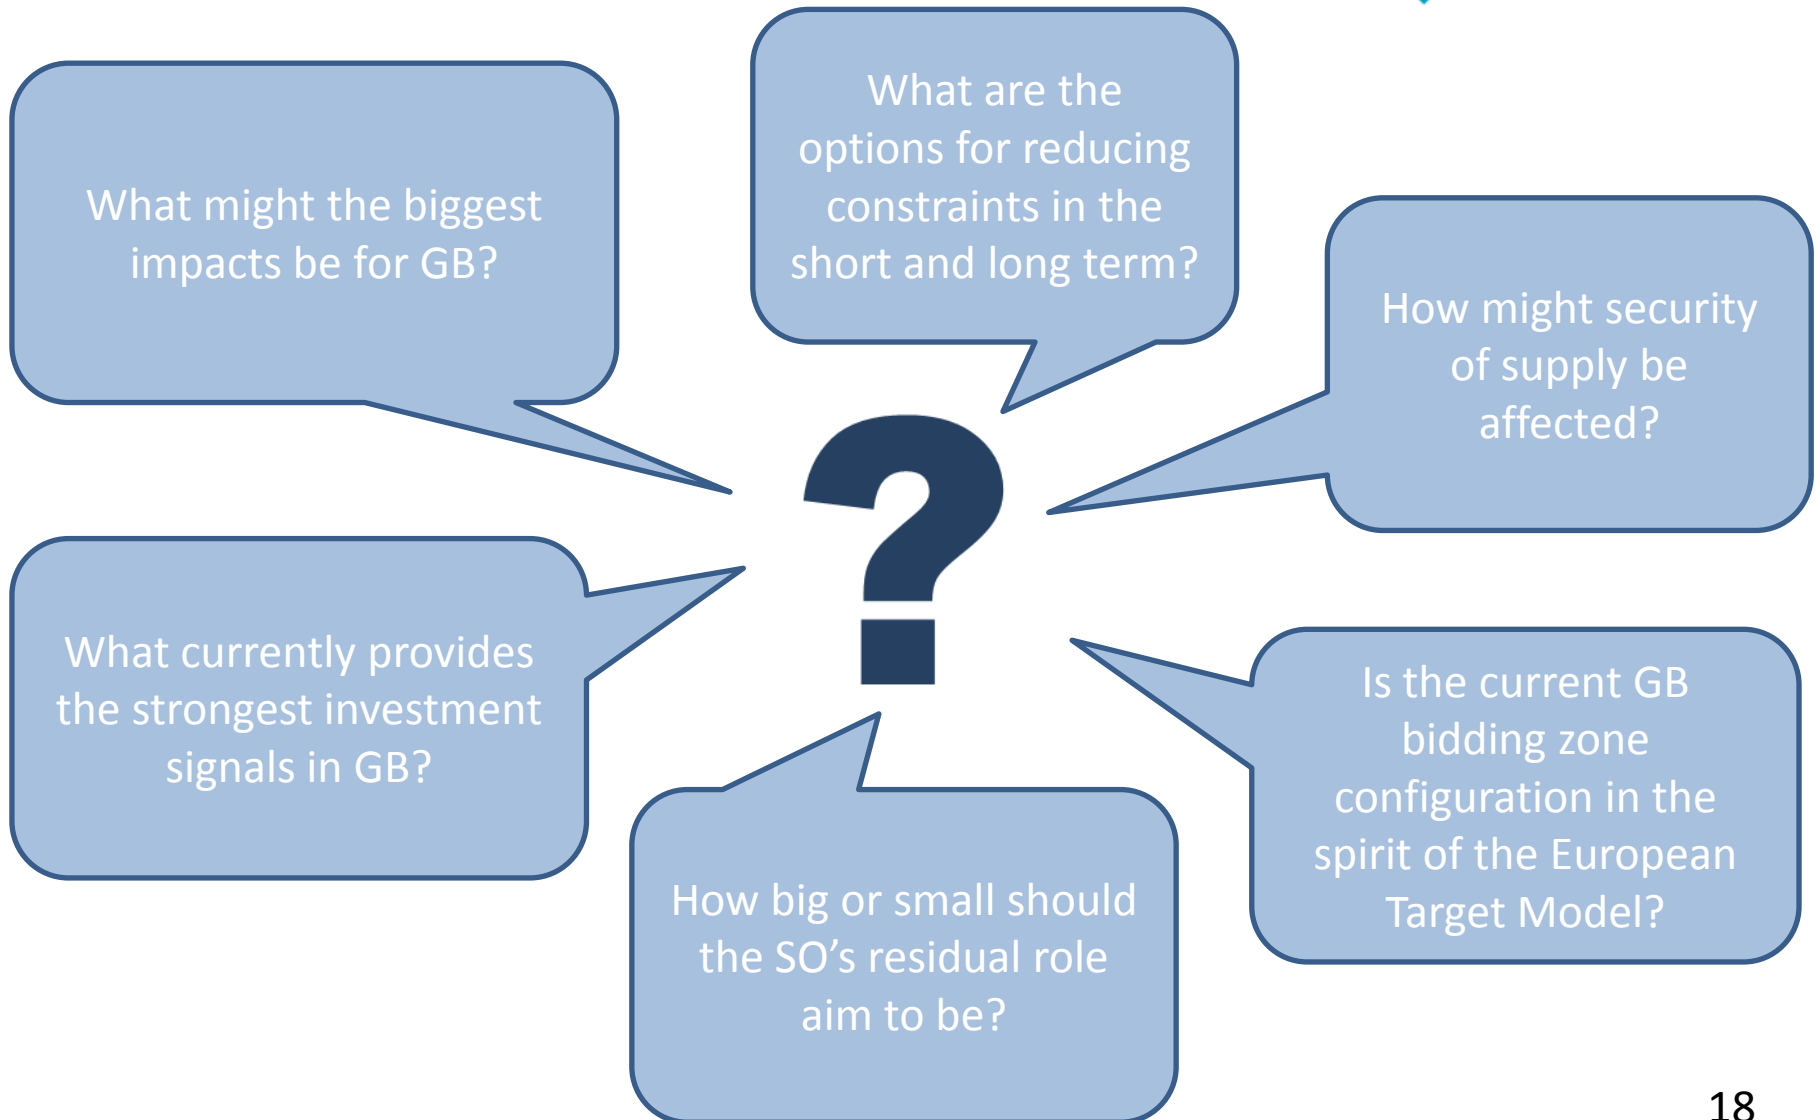 What might the biggest
impacts be for GB?
What are the
options for reducing
constraints in the
short and long term?
How might security
of supply be
affected?
?
What currently provides
the strongest investment
signals in GB?
Is the current GB
bidding zone
configuration in the
spirit of the European
Target Model?
How big or small should
the SO’s residual role
aim to be?
18